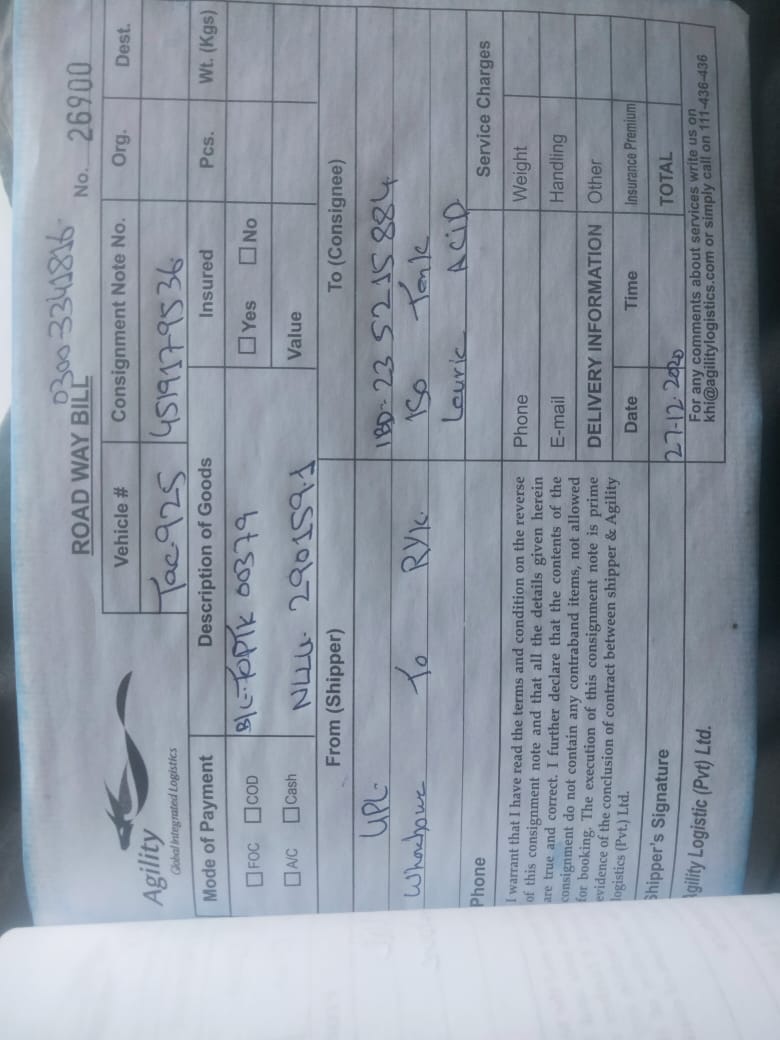 0300-3341816
ROAD WAY BILL
No. 26900
Agility
Global Integrated Logistics
Vehicle # Consignment Note No. Org. Dest.
Tac-925 4519179536
Mode of Payment Description of Goods Insured Pcs. Wt. (Kgs)
FOC COD B/L-TOPTK 00379 Yes No
A/C Cash NLLU. 290159.1 Value
From (Shipper) To (Consignee)
UPL IBD- 23 5215884
To RYK. ISO Tank
Lauric ACiD
Phone Service Charges
I warrant that I have read the terms and condition on the reverse
of this consignment note and that all the details given herein
are true and correct. I further declare that the contents of the
consignment do not contain any contraband items, not allowed
for booking. The execution of this consignment note is prime
evidence of the conclusion of contract between shipper & Agility
logistics (Pvt.) Ltd.
Phone Weight
E-mail Handling
DELIVERY INFORMATION Other
Date Time Insurance Premium
Shipper's Signature 27-12-2020 TOTAL
Agility Logistic (Pvt) Ltd.
For any comments about services write us on
khi@agilitylogistics.com or simply call on 111-436-436